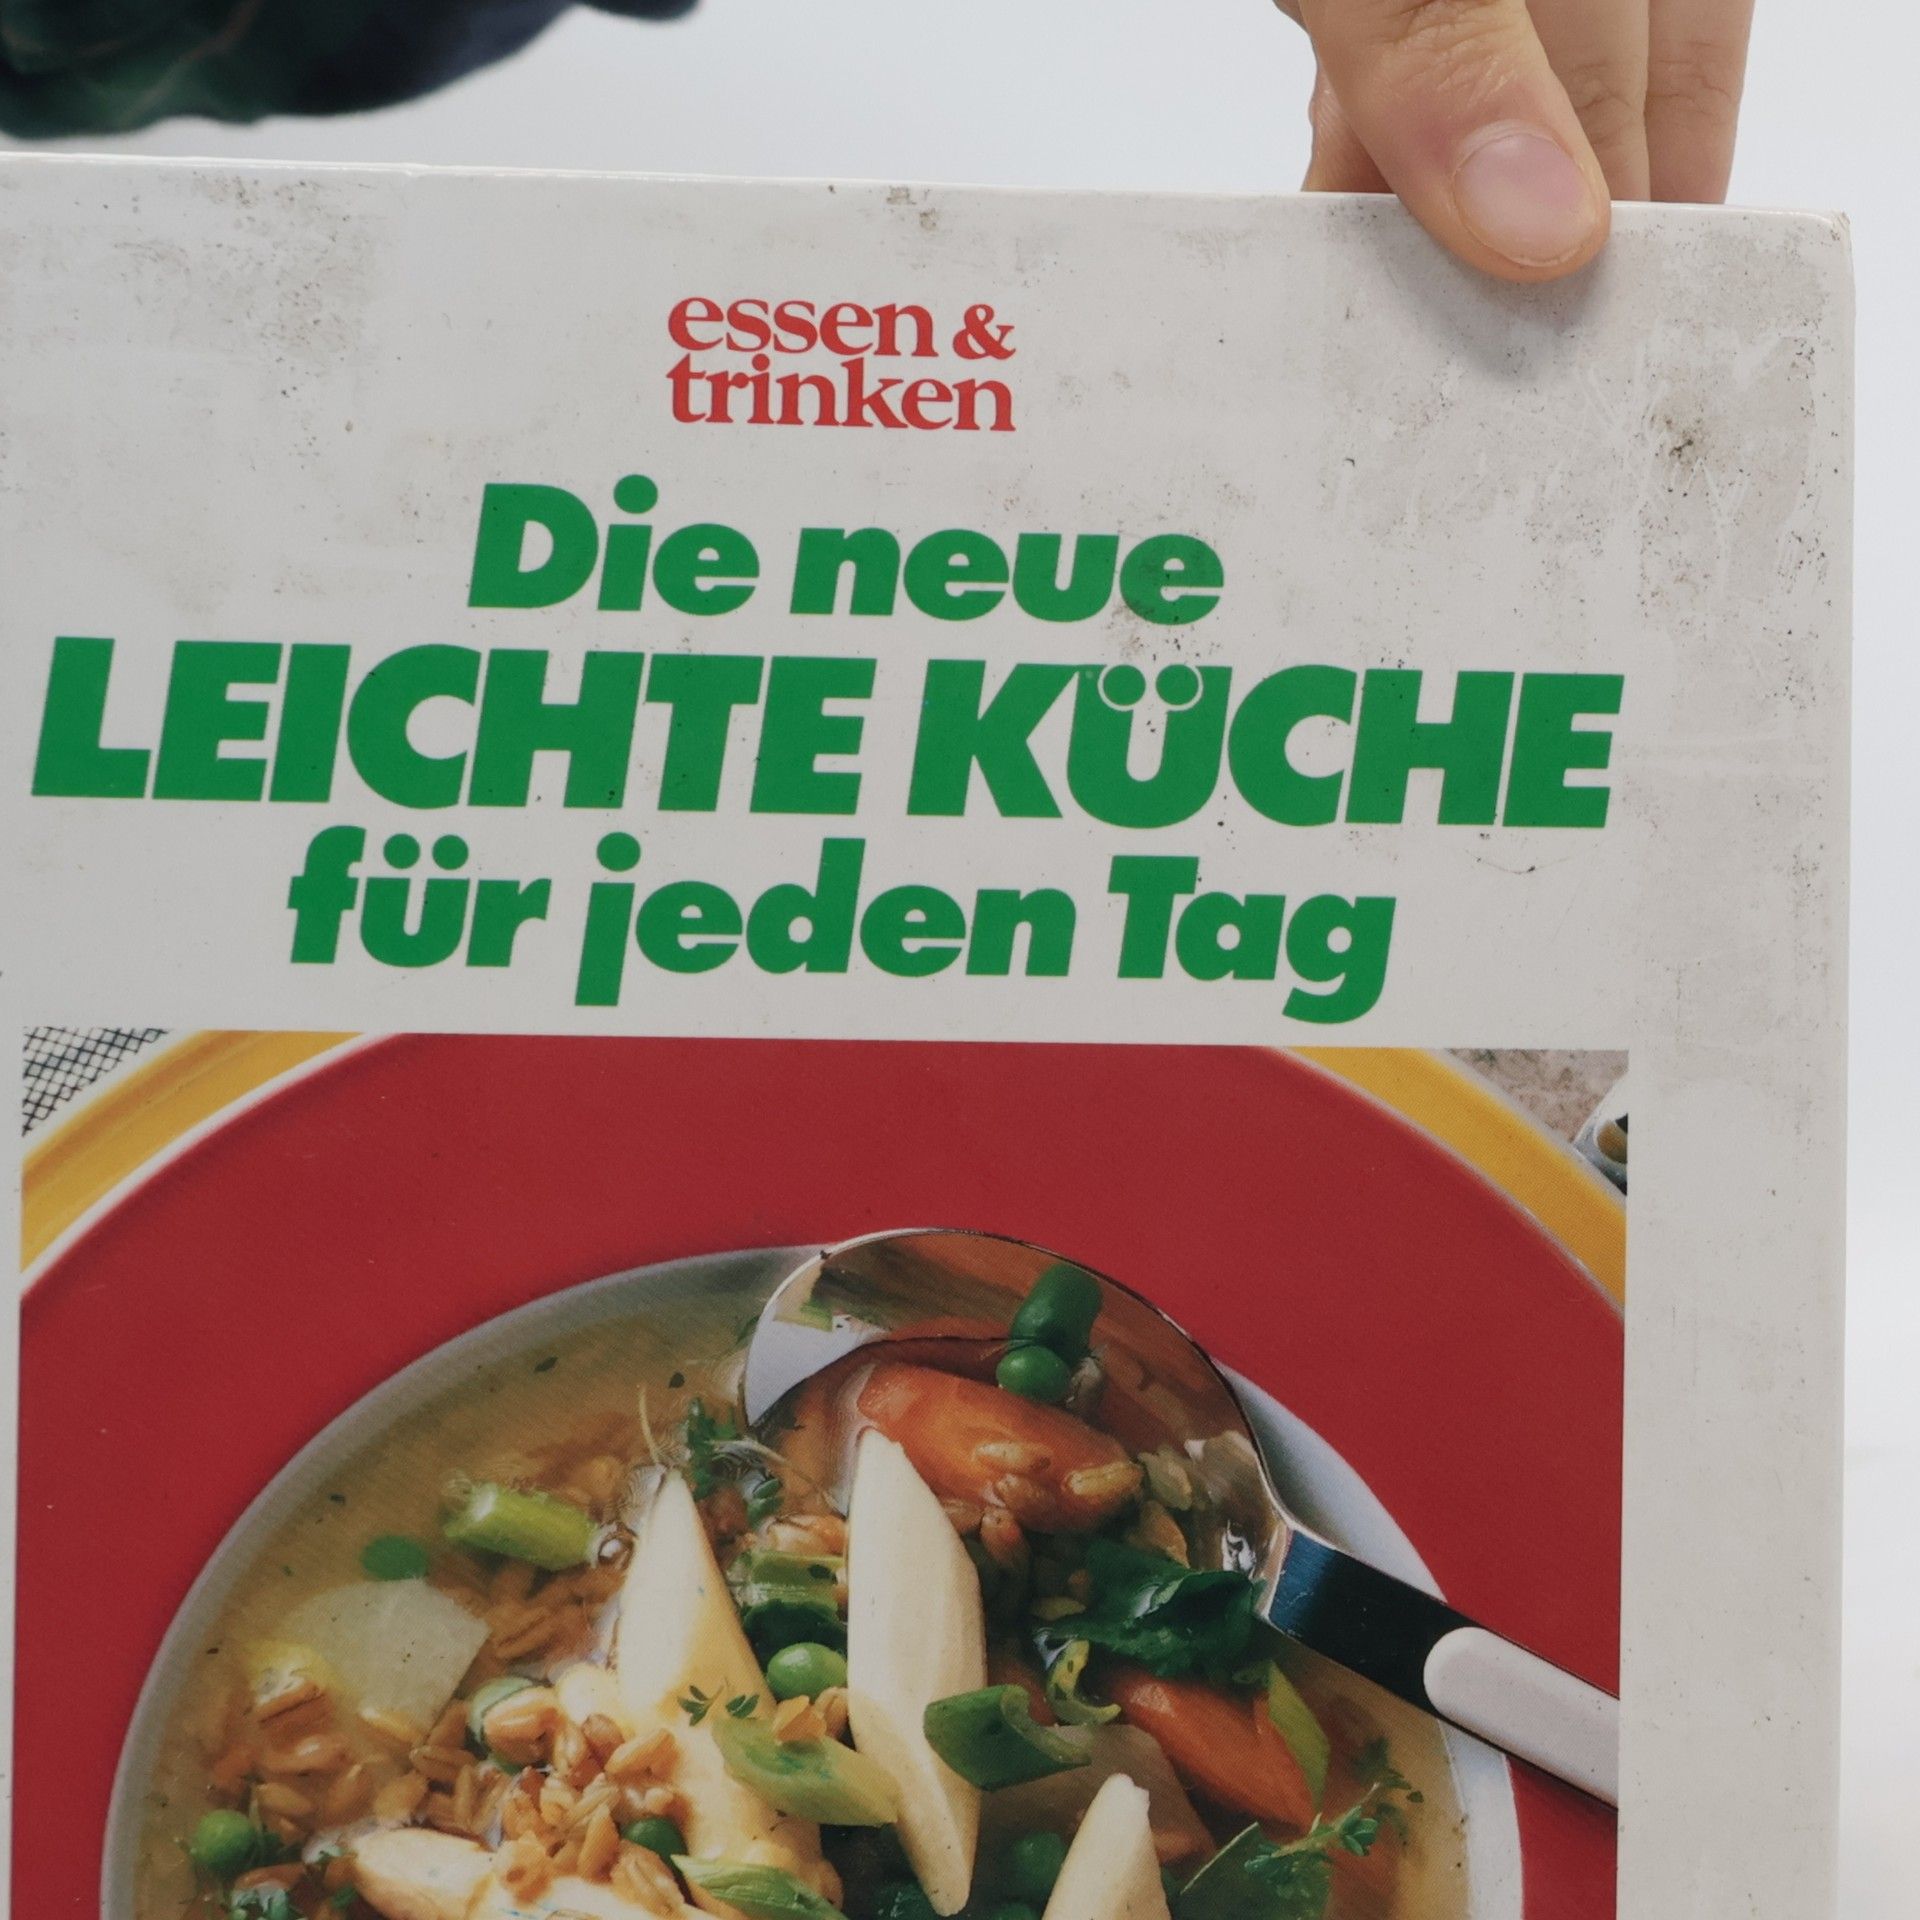 essen &
trinken
Die neue
LEICHTE KÜCHE
für jeden Tag